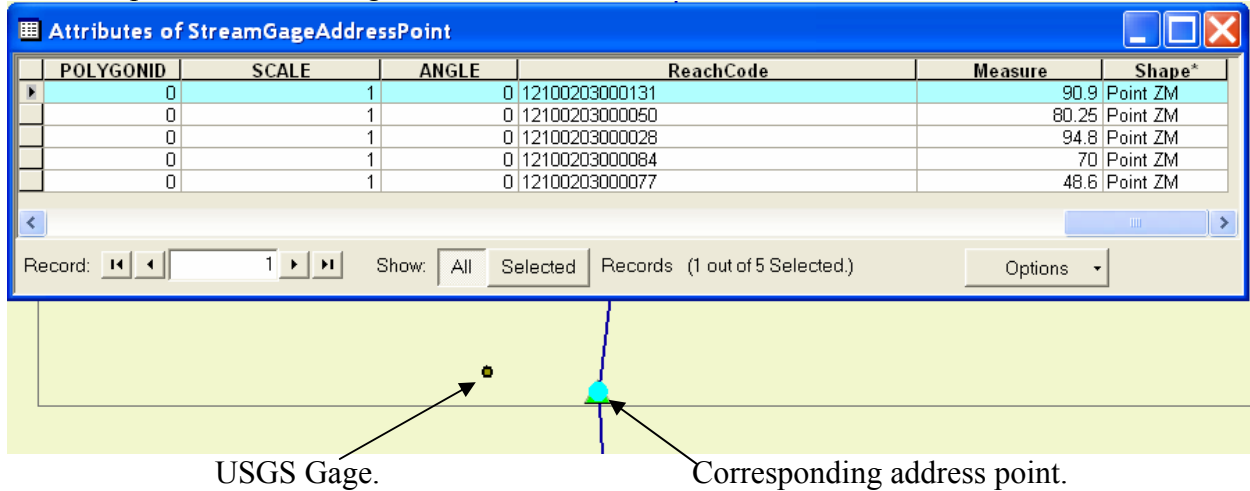 Attributes of StreamGageAddressPoint
POLYGONID SCALE ANGLE ReachCode Measure Shape*
0 1 0 12100203000131 90.9 Point ZM
0 1 0 12100203000050 80.25 Point ZM
0 1 0 12100203000028 94.8 Point ZM
0 1 0 12100203000084 70 Point ZM
0 1 0 12100203000077 48.6 Point ZM
Record: 1 Show: All Selected Records (1 out of 5 Selected.) Options
USGS Gage. Corresponding address point.